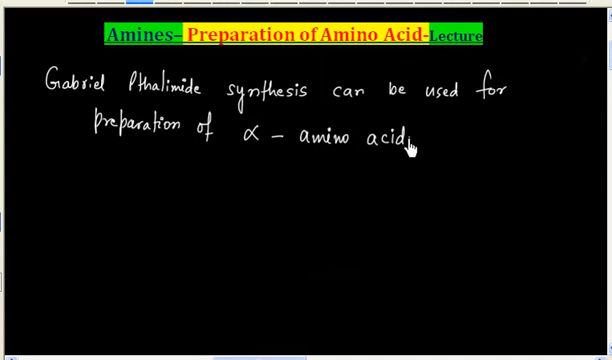 Amines– Preparation of Amino Acid-Lecture
Gabriel Pthalimide synthesis can be used for
preparation of α - amino acid